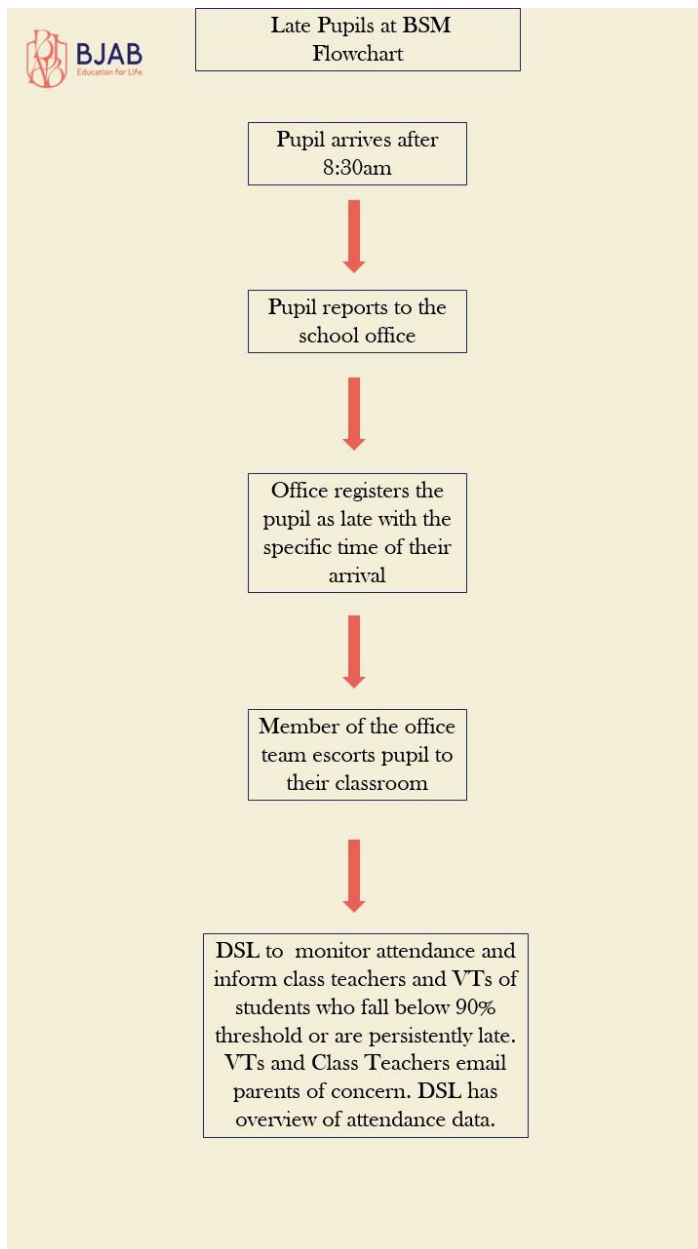 Late Pupils at BSM
Flowchart
BJAB
Education for Life
Pupil arrives after
8:30am
Pupil reports to the
school office
Office registers the
pupil as late with the
specific time of their
arrival
Member of the office
team escorts pupil to
their classroom
DSL to  monitor attendance and
inform class teachers and VTs of
students who fall below 90%
threshold or are persistently late.
VTs and Class Teachers email
parents of concern. DSL has
overview of attendance data.